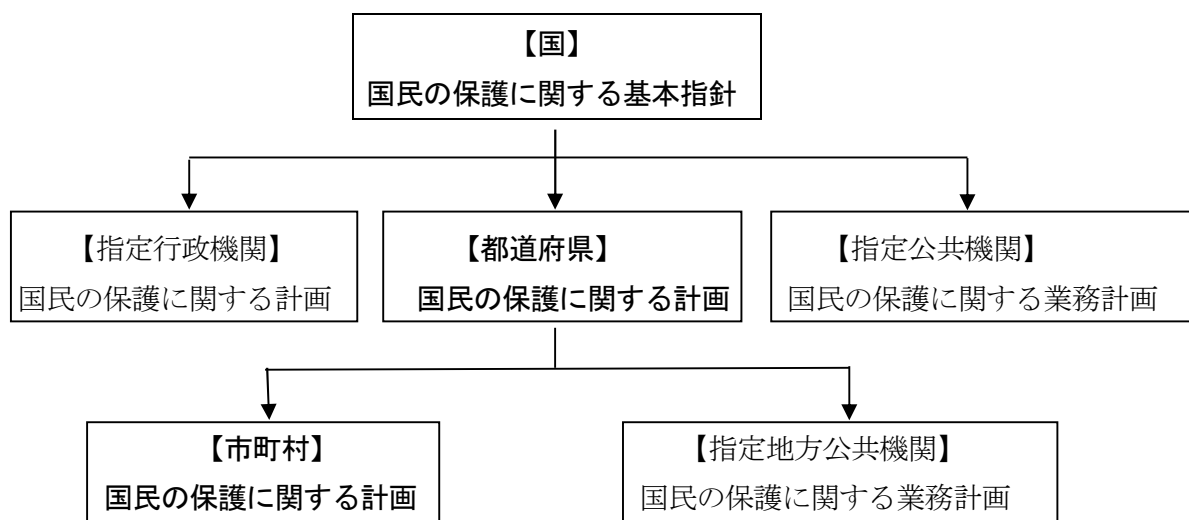 【国】
国民の保護に関する基本指針
【指定行政機関】
国民の保護に関する計画
【都道府県】
国民の保護に関する計画
【指定公共機関】
国民の保護に関する業務計画
【市町村】
国民の保護に関する計画
【指定地方公共機関】
国民の保護に関する業務計画